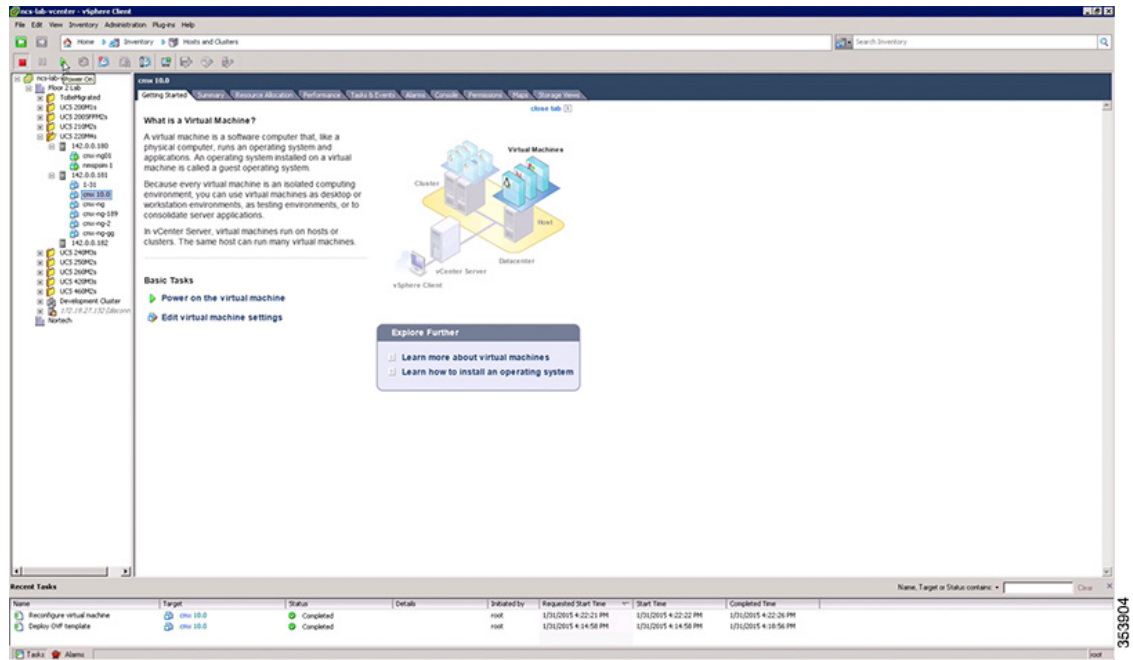 ncs-lab-vcenter - vSphere Client
File Edit View Inventory Administration Plug-ins Help
Home Inventory Hosts and Clusters
Search Inventory
Power On
ncs-lab-
Floor 2 Lab
ToBeMigrated
UCS 200M1s
UCS 200SFFM2s
UCS 210M2s
UCS 220M4s
142.0.0.180
cmx-ng01
nmspoim 1
142.0.0.181
1-31
cmx 10.0
cmx-ng
cmx-ng-189
cmx-ng-2
cmx-ng-gg
142.0.0.182
UCS 240M3s
UCS 250M2s
UCS 260M2s
UCS 420M3s
UCS 460M2s
Development Cluster
172.19.27.132 (disconn
Nortech
cmx 10.0
Getting Started Summary Resource Allocation Performance Tasks & Events Alarms Console Permissions Maps Storage Views
close tab
What is a Virtual Machine?
A virtual machine is a software computer that, like a
physical computer, runs an operating system and
applications. An operating system installed on a virtual
machine is called a guest operating system.
Because every virtual machine is an isolated computing
environment, you can use virtual machines as desktop or
workstation environments, as testing environments, or to
consolidate server applications.
In vCenter Server, virtual machines run on hosts or
clusters. The same host can run many virtual machines.
Virtual Machines
Cluster
Host
Datacenter
vCenter Server
vSphere Client
Basic Tasks
Power on the virtual machine
Edit virtual machine settings
Explore Further
Learn more about virtual machines
Learn how to install an operating system
Recent Tasks
Name, Target or Status contains: Clear
Name Target Status Details Initiated by Requested Start Time Start Time Completed Time
Reconfigure virtual machine cmx 10.0 Completed root 1/31/2015 4:22:21 PM 1/31/2015 4:22:22 PM 1/31/2015 4:22:26 PM
Deploy OVF template cmx 10.0 Completed root 1/31/2015 4:14:58 PM 1/31/2015 4:14:58 PM 1/31/2015 4:18:56 PM
Tasks Alarms root
353904